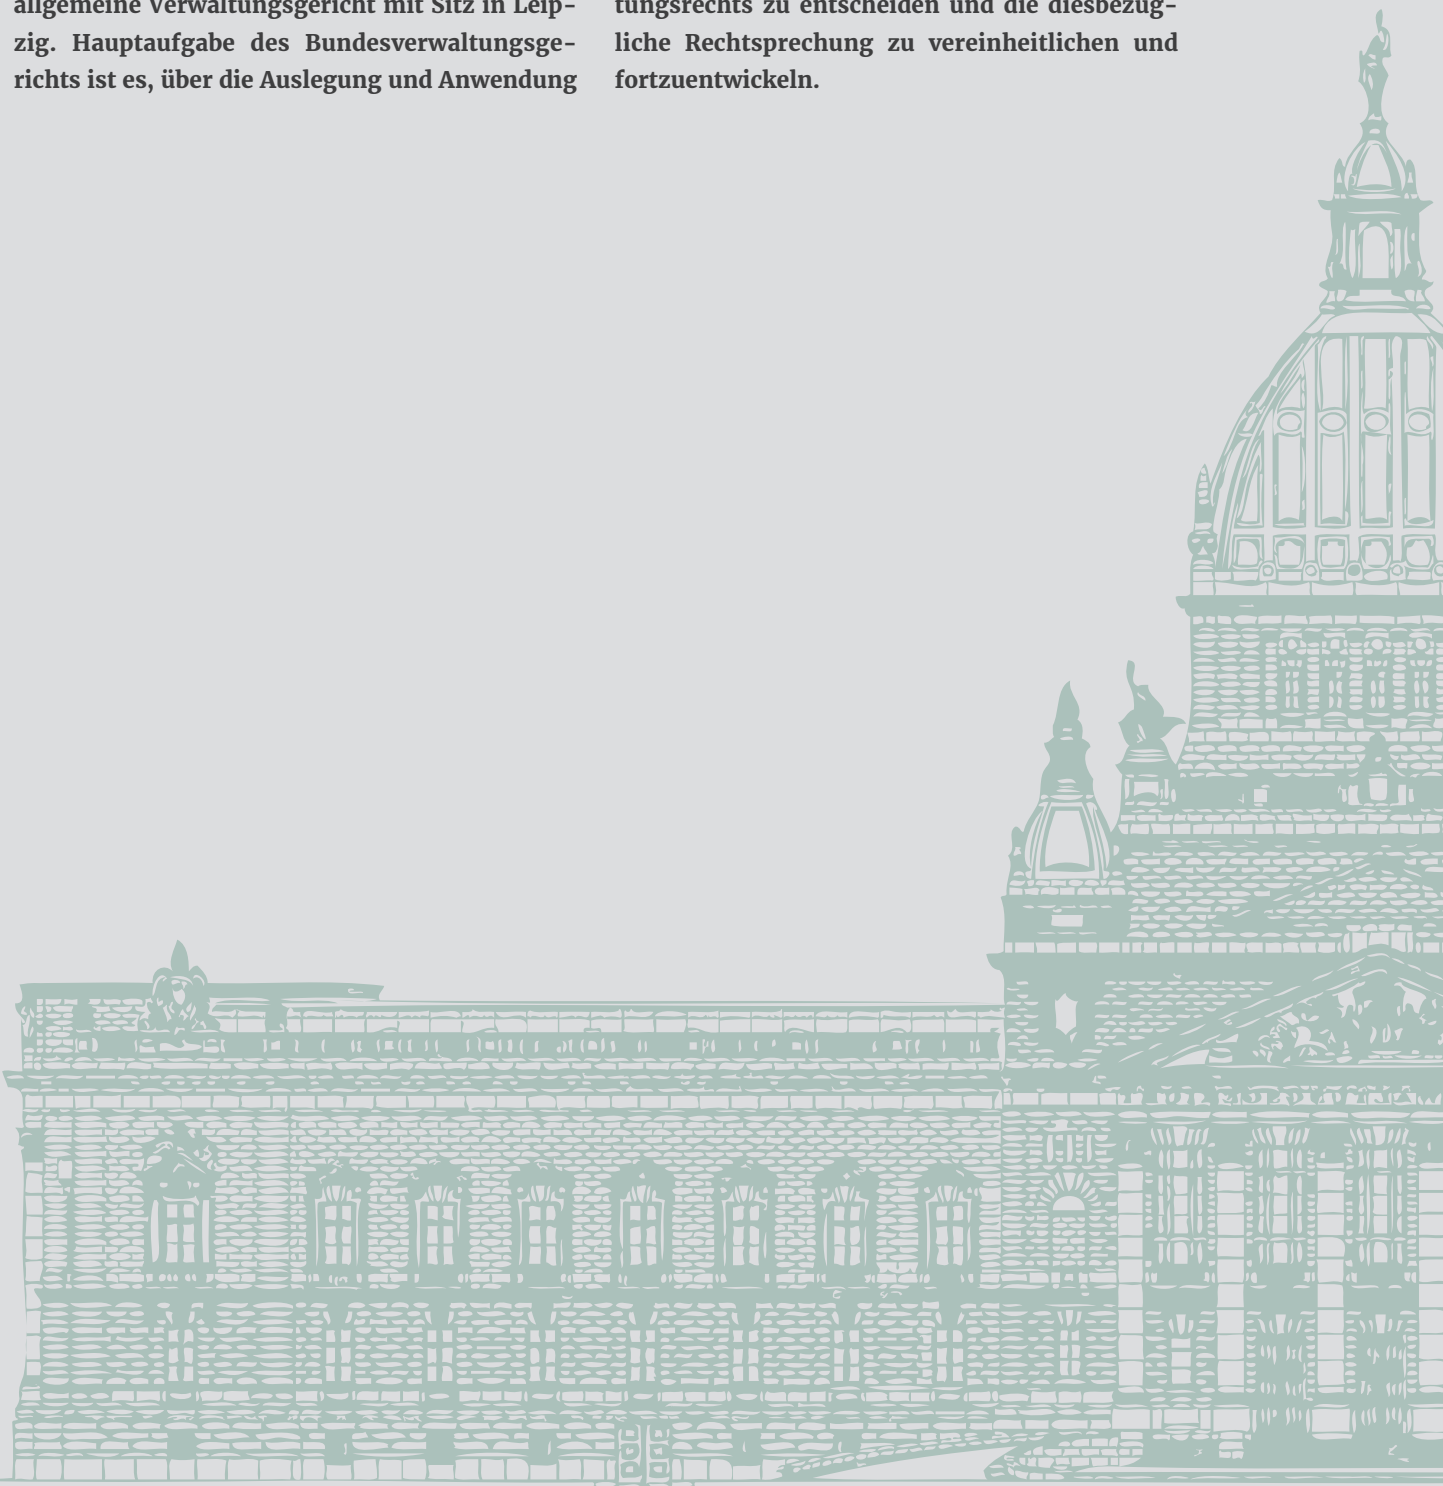 allgemeine Verwaltungsgericht mit Sitz in Leip-
zig. Hauptaufgabe des Bundesverwaltungsge-
richts ist es, über die Auslegung und Anwendung
tungsrechts zu entscheiden und die diesbezüg-
liche Rechtsprechung zu vereinheitlichen und
fortzuentwickeln.